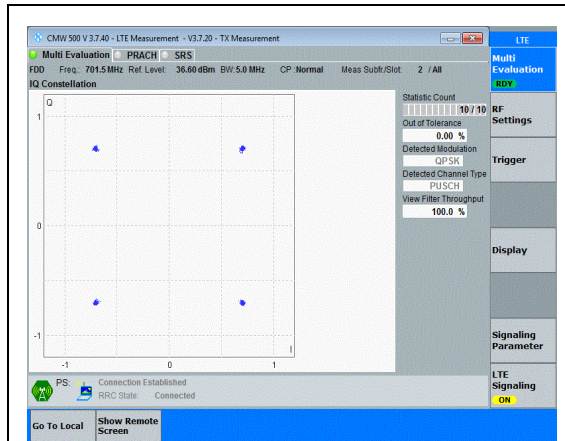 CMW 500 V 3.7.40 - LTE Measurement - V3.7.20 - TX Measurement
LTE
Multi Evaluation PRACH SRS
Multi
Evaluation
RDY
FDD Freq.: 701.5 MHz Ref. Level: 36.60 dBm BW: 5.0 MHz CP :Normal Meas Subfr./Slot: 2 / All
IQ Constellation
Q
1
0
-1
-1 0 1
I
Statistic Count
10 / 10
Out of Tolerance
0.00 %
Detected Modulation
QPSK
Detected Channel Type
PUSCH
View Filter Throughput
100.0 %
RF
Settings
Trigger
Display
Signaling
Parameter
LTE
Signaling
ON
PS: Connection Established
RRC State: Connected
Go To Local
Show Remote
Screen